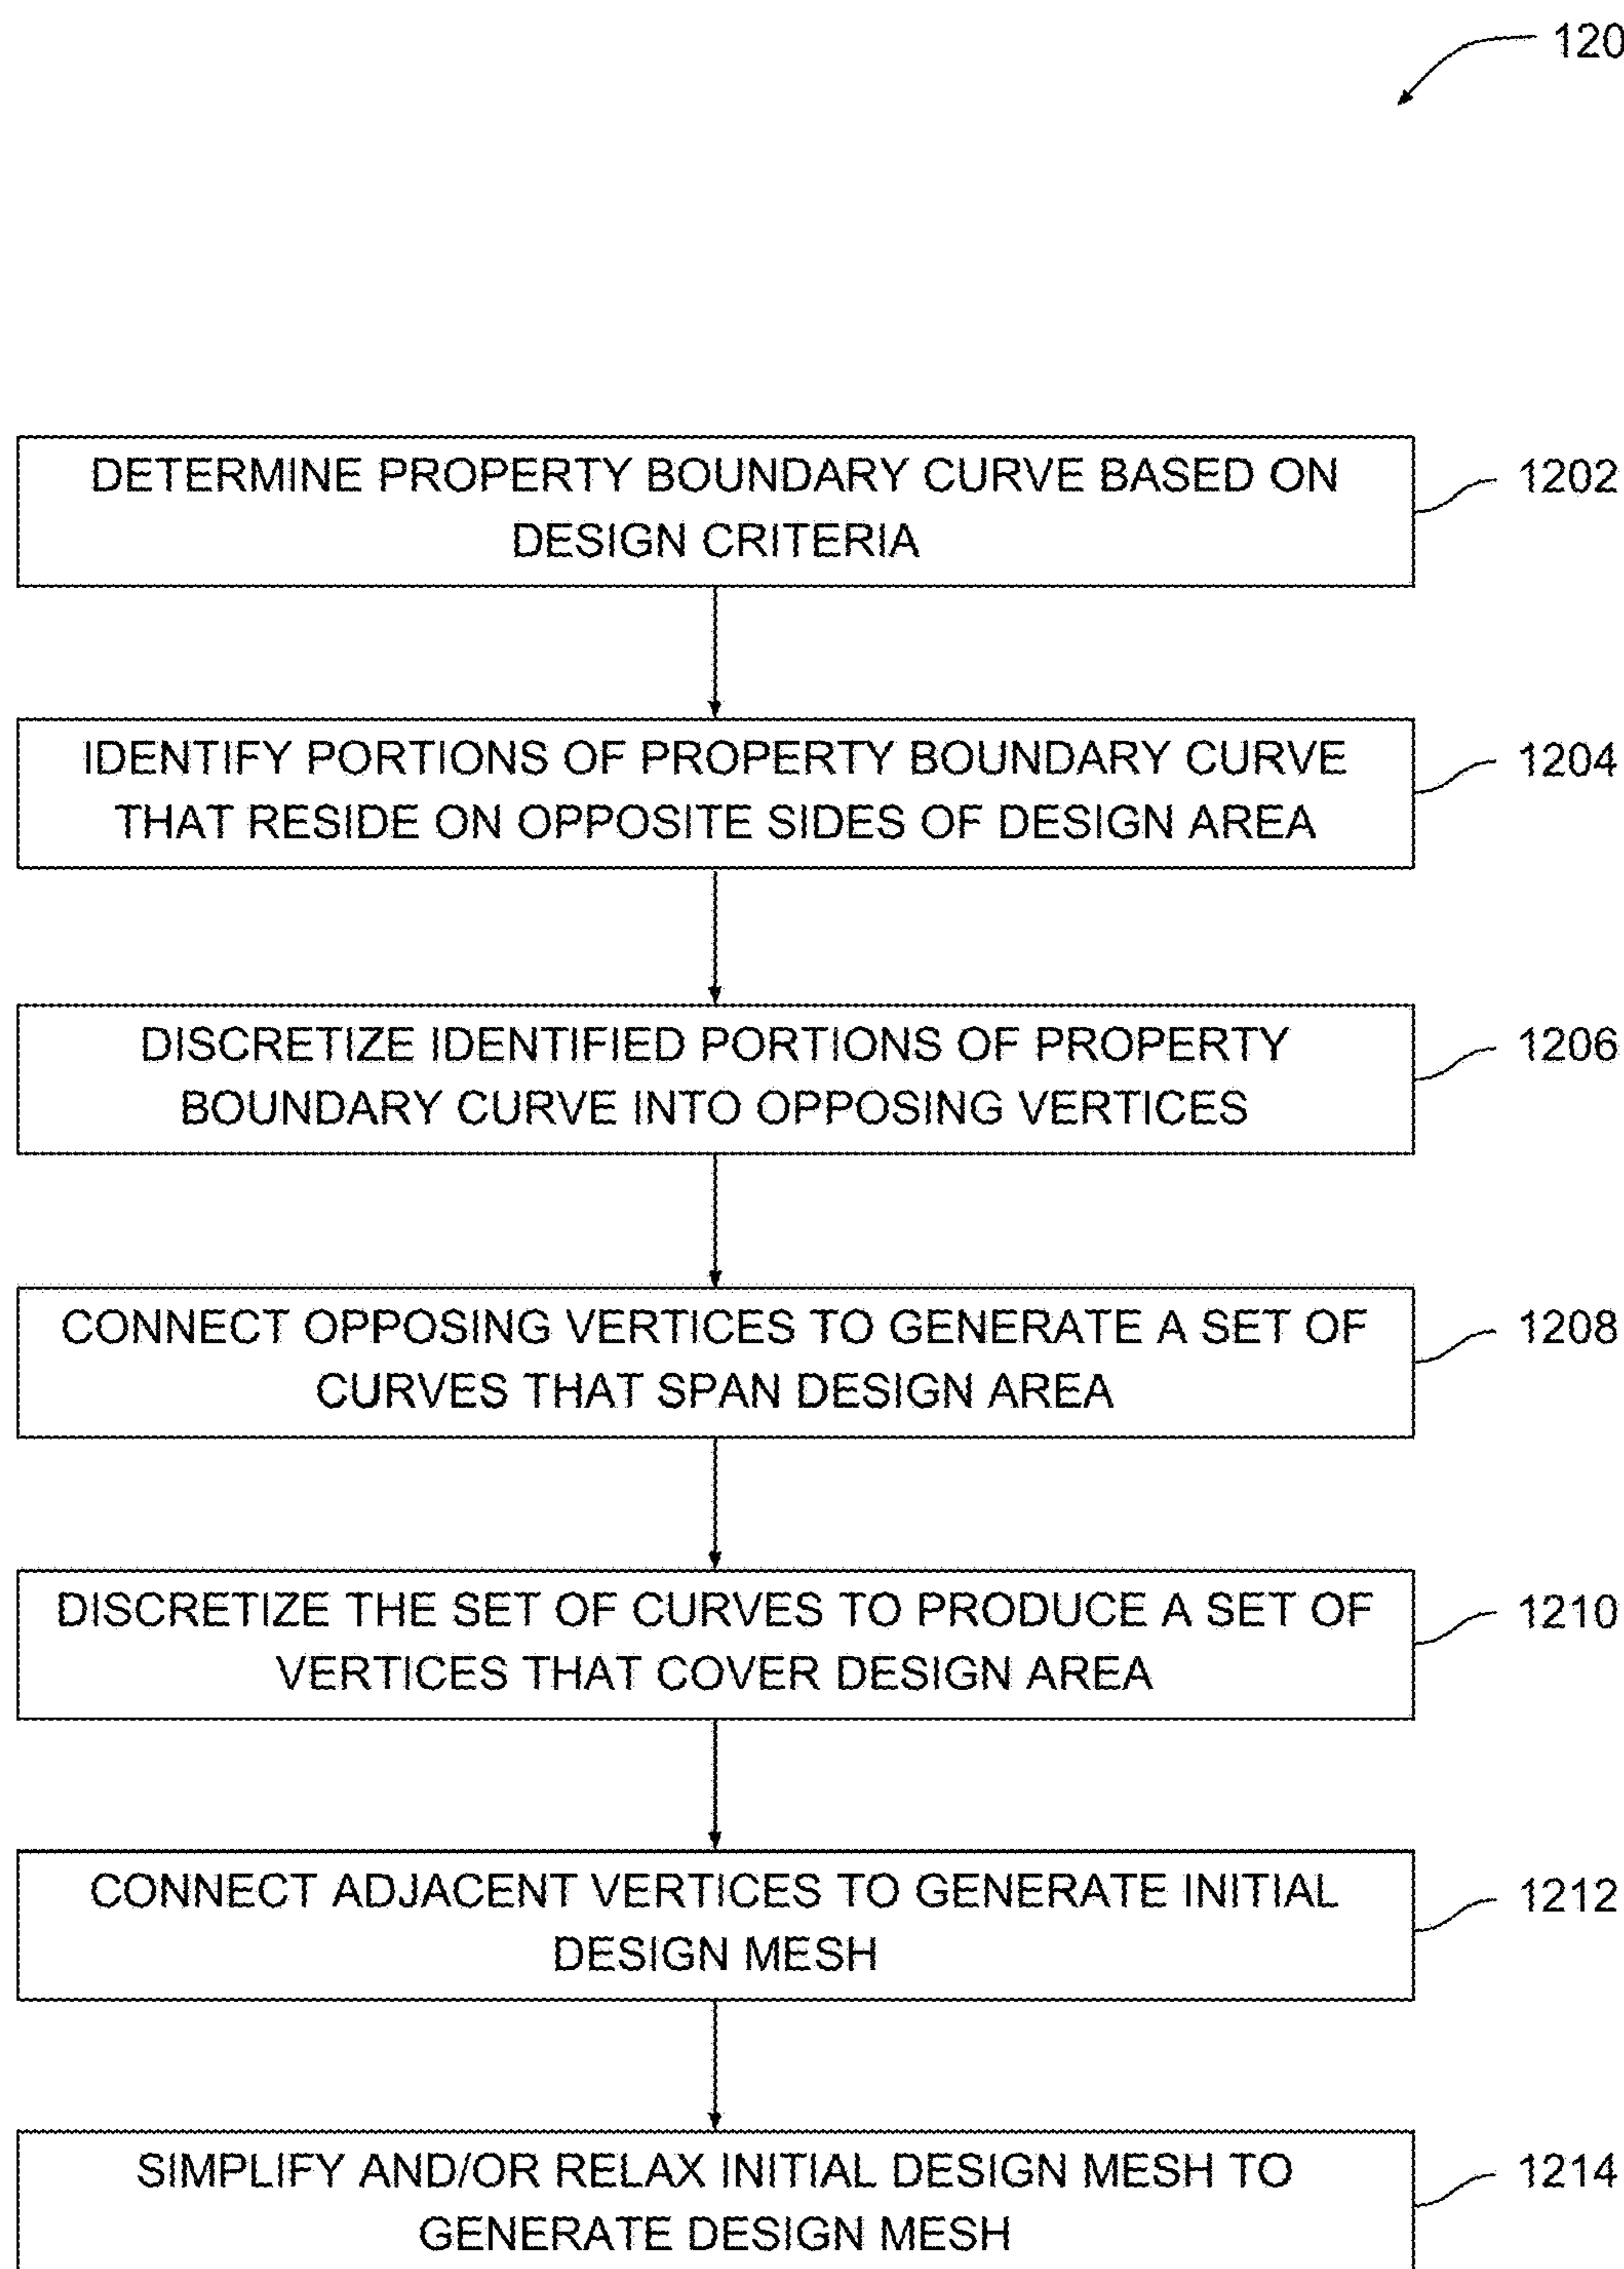 120
DETERMINE PROPERTY BOUNDARY CURVE BASED ON
DESIGN CRITERIA
1202
IDENTIFY PORTIONS OF PROPERTY BOUNDARY CURVE
THAT RESIDE ON OPPOSITE SIDES OF DESIGN AREA
1204
DISCRETIZE IDENTIFIED PORTIONS OF PROPERTY
BOUNDARY CURVE INTO OPPOSING VERTICES
1206
CONNECT OPPOSING VERTICES TO GENERATE A SET OF
CURVES THAT SPAN DESIGN AREA
1208
DISCRETIZE THE SET OF CURVES TO PRODUCE A SET OF
VERTICES THAT COVER DESIGN AREA
1210
CONNECT ADJACENT VERTICES TO GENERATE INITIAL
DESIGN MESH
1212
SIMPLIFY AND/OR RELAX INITIAL DESIGN MESH TO
GENERATE DESIGN MESH
1214